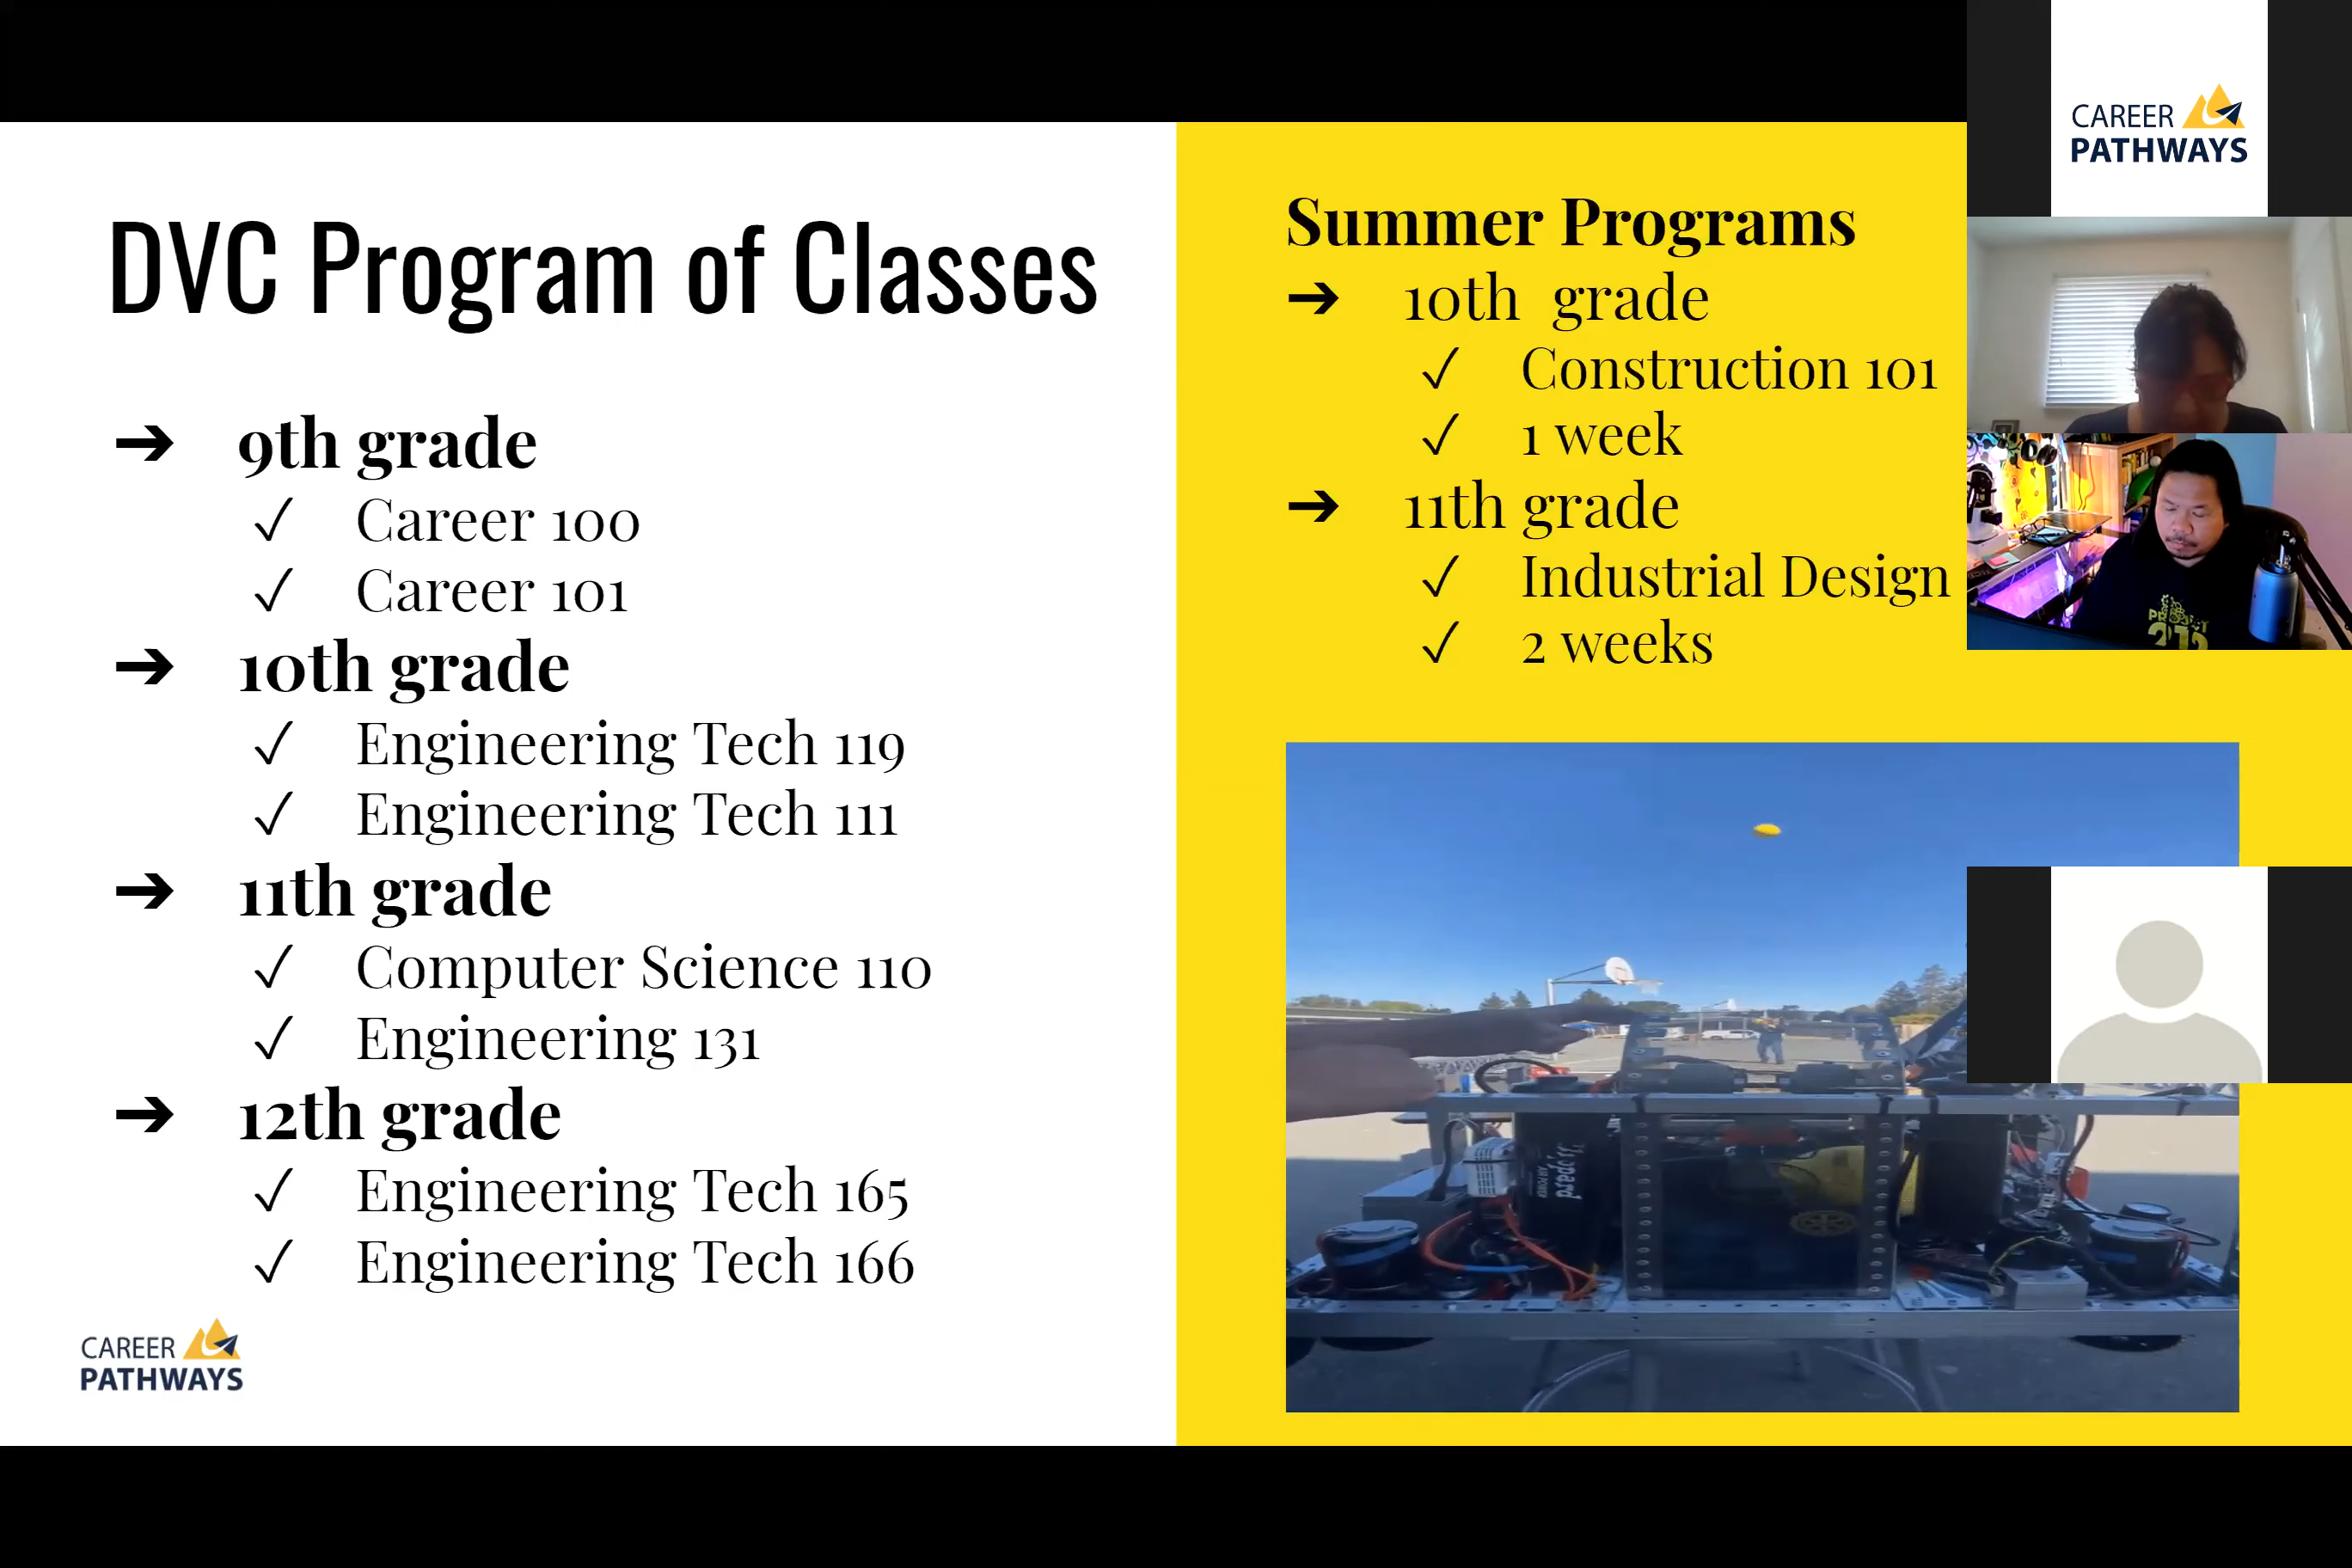 DVC Program of Classes
➔ 9th grade
✓ Career 100
✓ Career 101
➔ 10th grade
✓ Engineering Tech 119
✓ Engineering Tech 111
➔ 11th grade
✓ Computer Science 110
✓ Engineering 131
➔ 12th grade
✓ Engineering Tech 165
✓ Engineering Tech 166
CAREER
PATHWAYS
Summer Programs
➔ 10th grade
✓ Construction 101
✓ 1 week
➔ 11th grade
✓ Industrial Design
✓ 2 weeks
CAREER
PATHWAYS
PROJECT
212